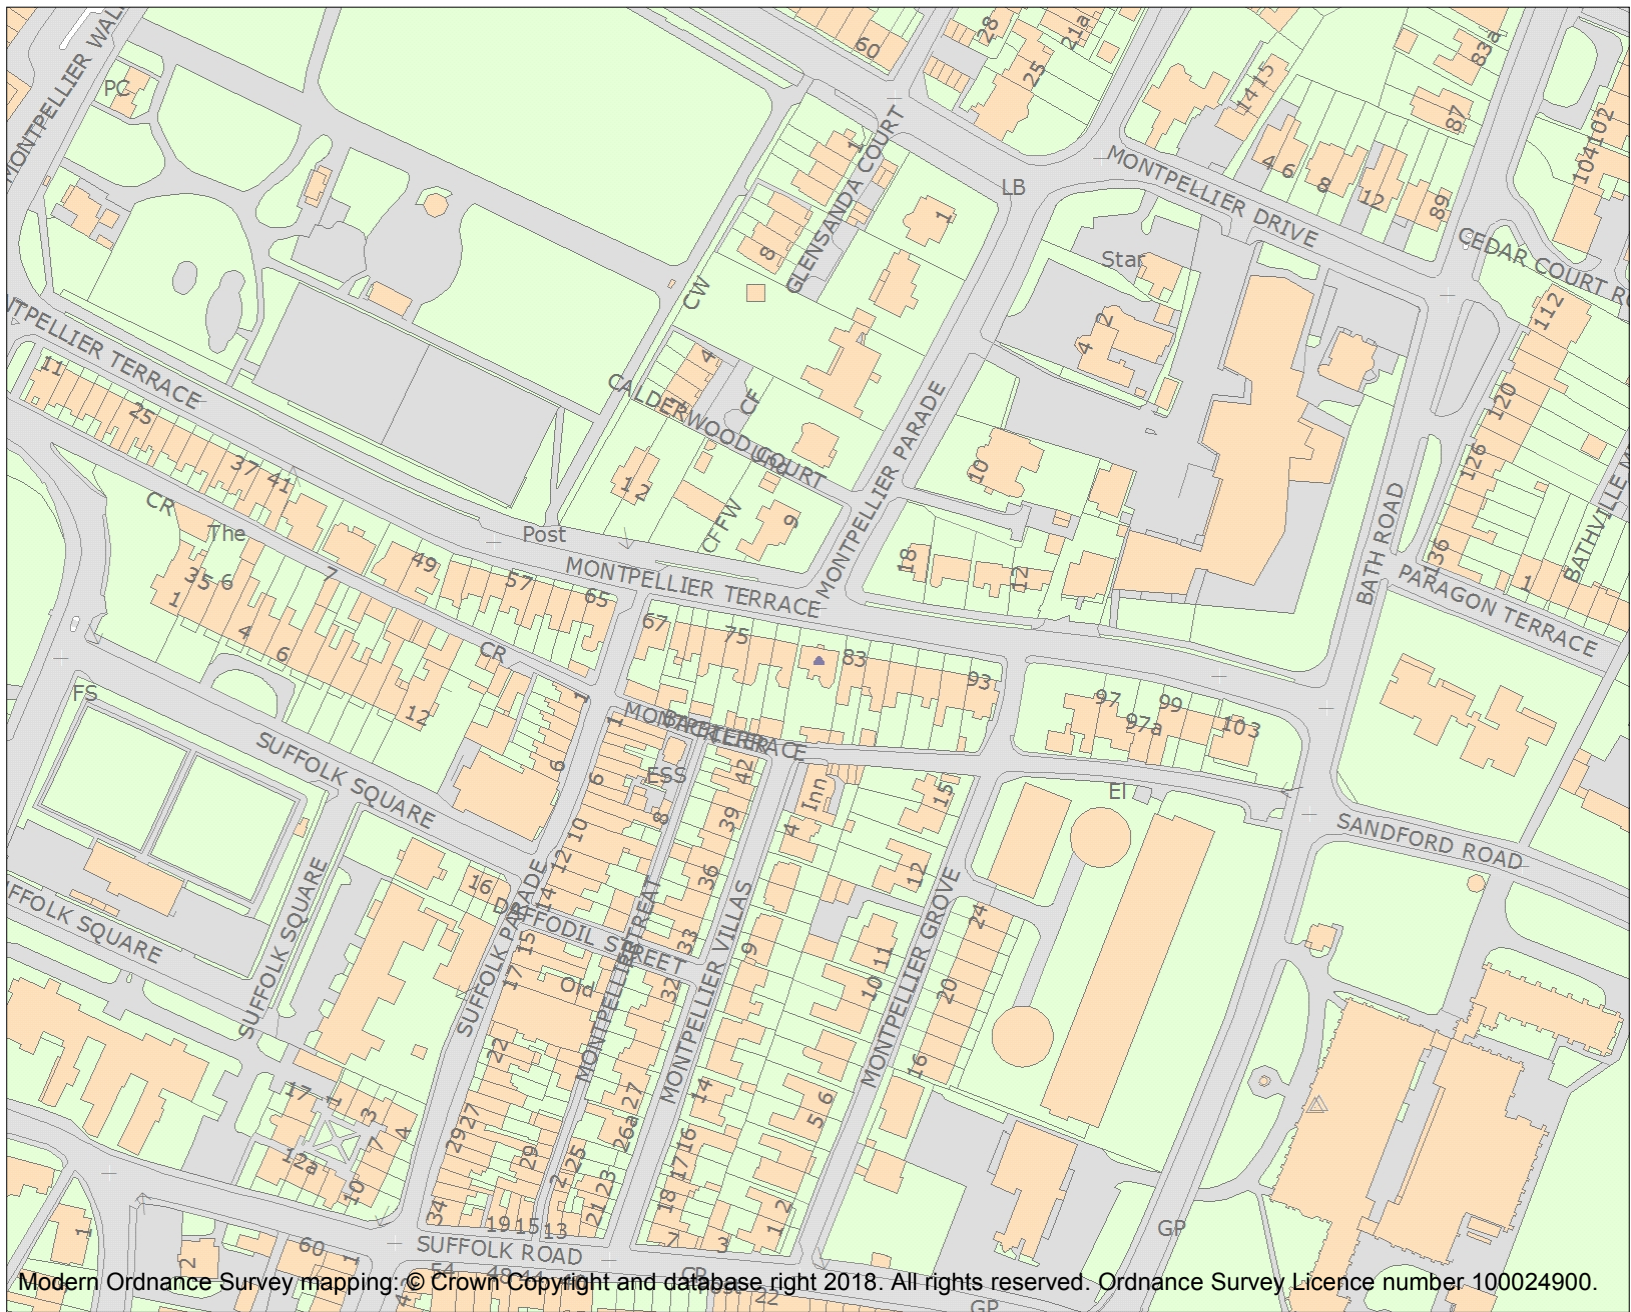 MONTPELLIER WAL
60
28
21a
25
83a
PC
14 15
87
104 102
1
GLENSANDA COURT
MONTPELLIER DRIVE
LB
4 6
8
12
89
1
8
Star
CEDAR COURT RO
CW
2
4
112
NTPELLIER TERRACE
11
25
37 41
4
CF
CALDERWOOD COURT
MONTPELLIER PARADE
120
126
136
10
1 2
9
CFFW
CR
The
Post
49
57
65
7
MONTPELLIER TERRACE
18
12
BATH ROAD
PARAGON TERRACE
1
BATHVILLE M
35 6
1
4
6
12
CR
67
75
83
93
97
97a
99
103
FS
SUFFOLK SQUARE
1
1
6
6
ESS
42
39
8
36
Inn
4
15
12
El
SANDFORD ROAD
10
12
14
16
SUFFOLK PARADE
DAFFODIL STREET
MONTPELLIER RETREAT
MONTPELLIER VILLAS
MONTPELLIER GROVE
24
20
16
UFFOLK SQUARE
SUFFOLK SQUARE
15
17
Old
33
32
9
11
10
22
27
29
27
26a
14
6
5
17
1
3
7
4
12a
10
34
29
25
2
23
21
16
17
18
2
1
19 15 13
7
3
SUFFOLK ROAD
GP
1
2
60
1
54
48
22
GP
Modern Ordnance Survey mapping: © Crown Copyright and database right 2018. All rights reserved. Ordnance Survey Licence number 100024900.